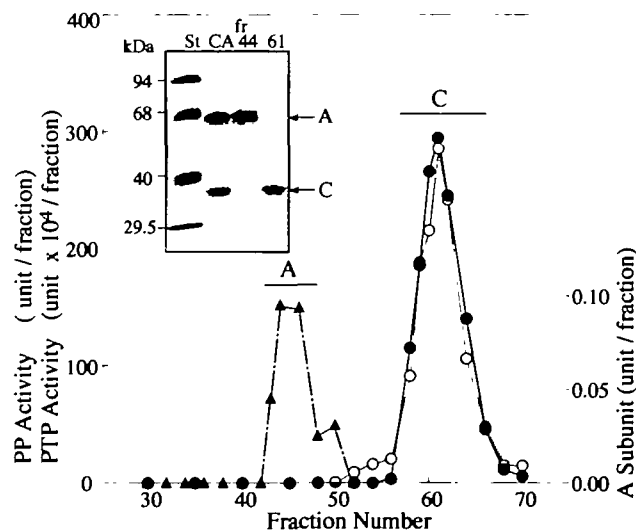 400
300
200
100
0
PP Activity ( unit / fraction)
PTP Activity (unit x 10⁴ / fraction)
fr
kDa St CA 44 61
94
68
40
29.5
A
C
A
C
0.10
0.05
0.00
A Subunit (unit / fraction)
30 40 50 60 70
Fraction Number